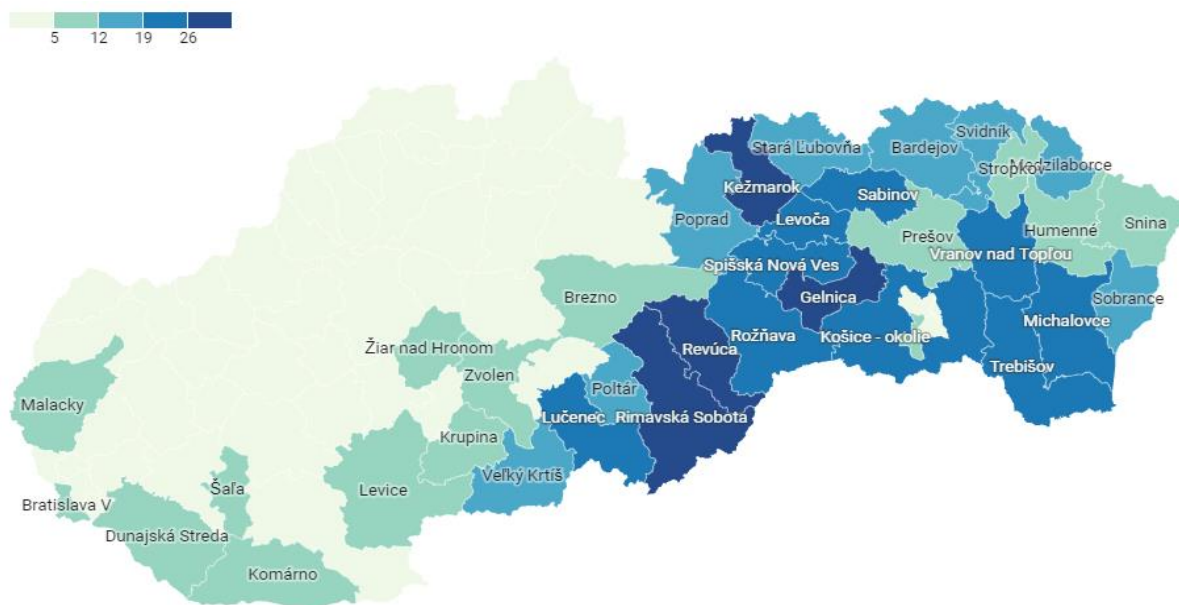 5 12 19 26
Svidník
Stará Ľubovňa
Bardejov
Medzilaborce
Stropkov
Kežmarok
Sabinov
Poprad
Levoča
Snina
Humenné
Prešov
Vranov nad Topľou
Spišská Nová Ves
Brezno
Gelnica
Sobrance
Michalovce
Rožňava
Košice - okolie
Žiar nad Hronom
Revúca
Zvolen
Trebišov
Poltár
Malacky
Lučenec
Rimavská Sobota
Krupina
Veľký Krtíš
Šaľa
Levice
Bratislava V
Dunajská Streda
Komárno